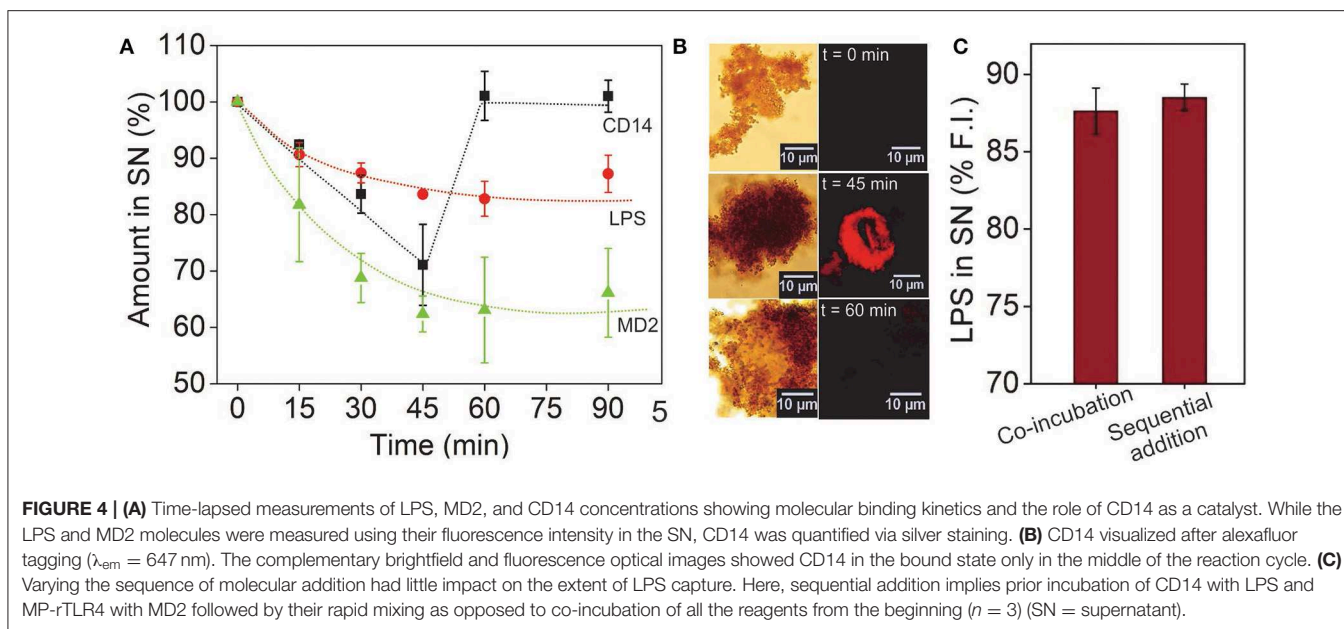 A
110
100
90
80
70
60
50
Amount in SN (%)
CD14
LPS
MD2
0 15 30 45 60 75 90 5
Time (min)
B
t = 0 min
10 μm
10 μm
t = 45 min
10 μm
10 μm
t = 60 min
10 μm
10 μm
C
90
85
80
75
70
LPS in SN (% F.I.)
Co-incubation
Sequential
addition
FIGURE 4 | (A) Time-lapsed measurements of LPS, MD2, and CD14 concentrations showing molecular binding kinetics and the role of CD14 as a catalyst. While the
LPS and MD2 molecules were measured using their fluorescence intensity in the SN, CD14 was quantified via silver staining. (B) CD14 visualized after alexafluor
tagging (λem = 647 nm). The complementary brightfield and fluorescence optical images showed CD14 in the bound state only in the middle of the reaction cycle. (C)
Varying the sequence of molecular addition had little impact on the extent of LPS capture. Here, sequential addition implies prior incubation of CD14 with LPS and
MP-rTLR4 with MD2 followed by their rapid mixing as opposed to co-incubation of all the reagents from the beginning (n = 3) (SN = supernatant).